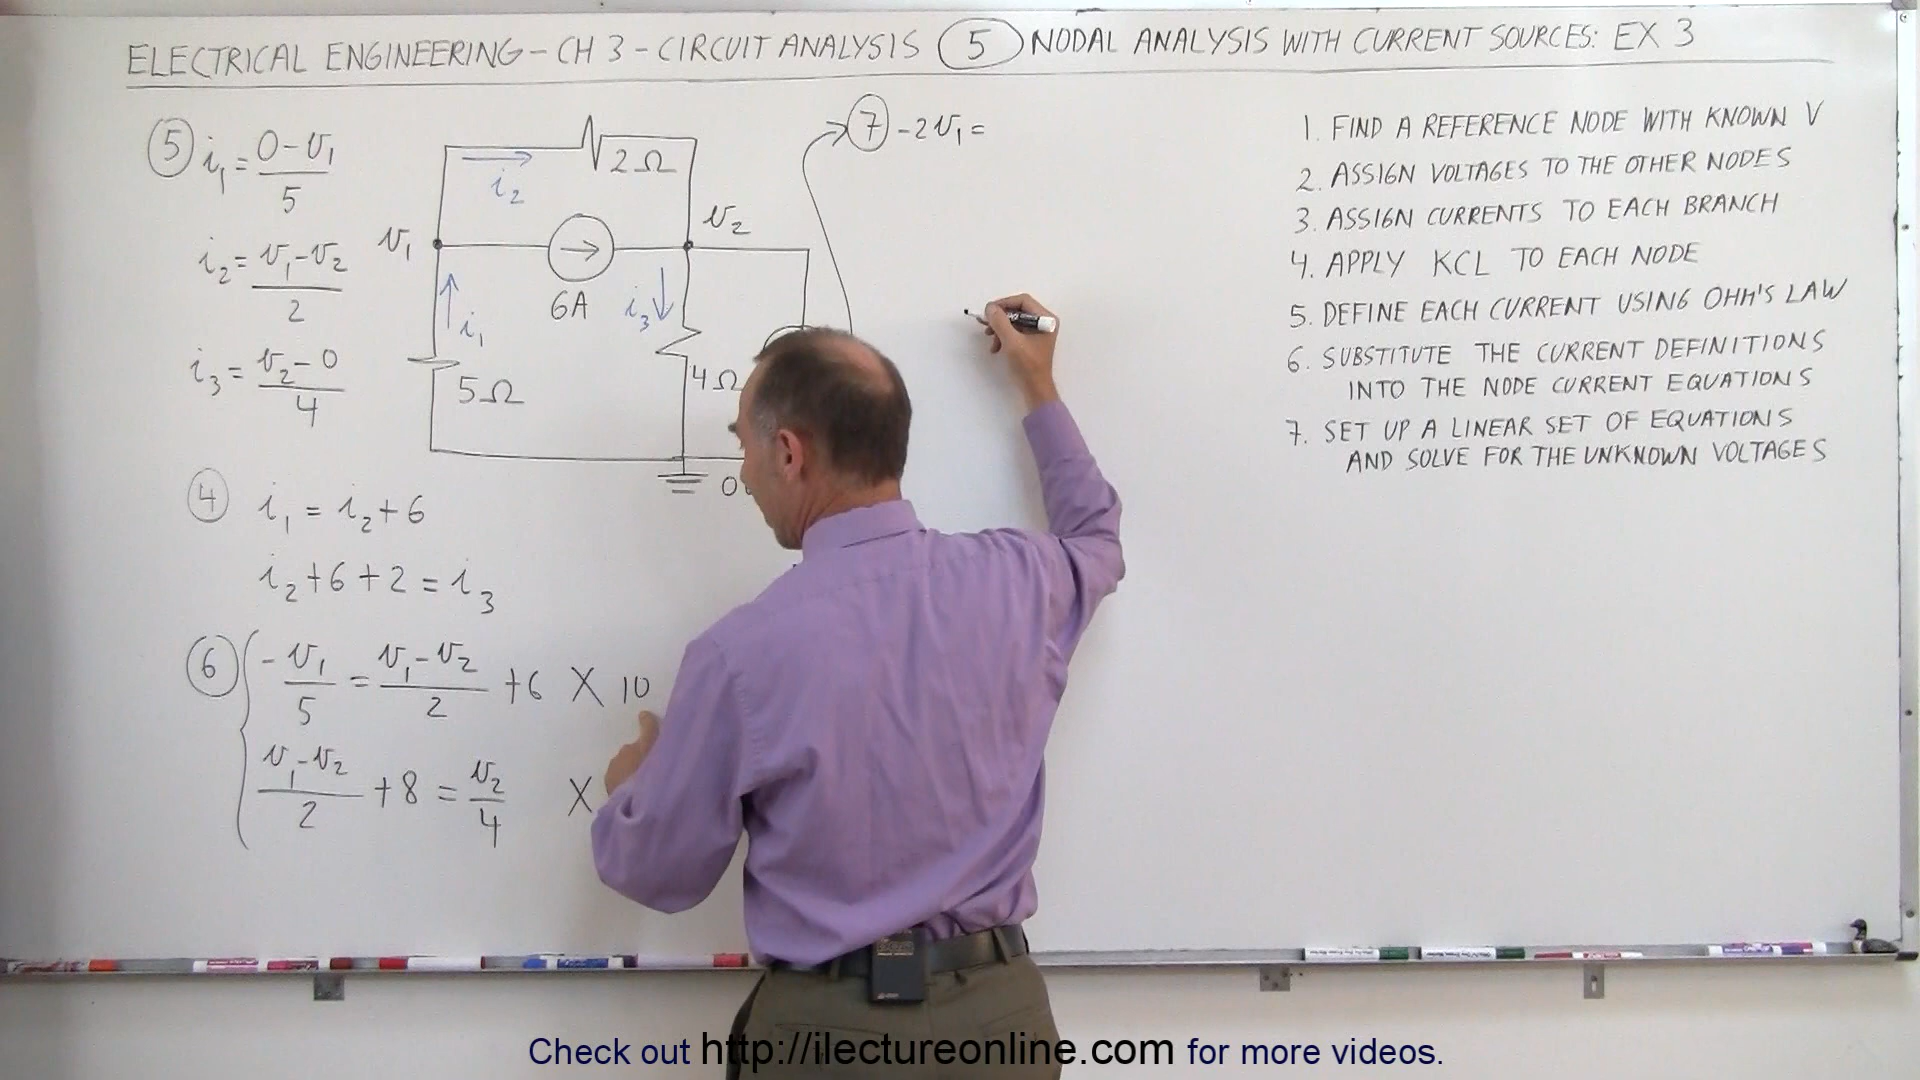 ELECTRICAL ENGINEERING – CH 3 – CIRCUIT ANALYSIS (5) NODAL ANALYSIS WITH CURRENT SOURCES: EX 3
(5) i₁ = (0 – v₁)/5
i₂ = (v₁ – v₂)/2
i₃ = (v₂ – 0)/4
2Ω
i₂
v₁
v₂
6A
i₃
i₁
5Ω
4Ω
0
(7) –2v₁ =
(4) i₁ = i₂ + 6
i₂ + 6 + 2 = i₃
(6) –v₁/5 = (v₁ – v₂)/2 + 6 X 10
(v₁ – v₂)/2 + 8 = v₂/4 X
1. FIND A REFERENCE NODE WITH KNOWN V
2. ASSIGN VOLTAGES TO THE OTHER NODES
3. ASSIGN CURRENTS TO EACH BRANCH
4. APPLY KCL TO EACH NODE
5. DEFINE EACH CURRENT USING OHH'S LAW
6. SUBSTITUTE THE CURRENT DEFINITIONS
INTO THE NODE CURRENT EQUATIONS
7. SET UP A LINEAR SET OF EQUATIONS
AND SOLVE FOR THE UNKNOWN VOLTAGES
Check out http://ilectureonline.com for more videos.